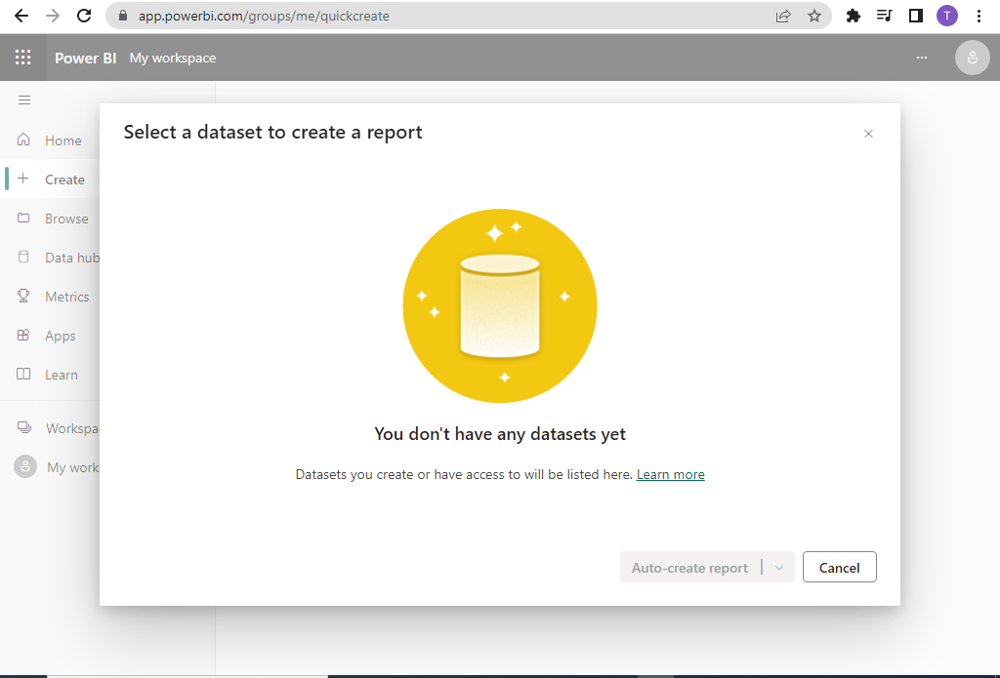 app.powerbi.com/groups/me/quickcreate
T
Power BI My workspace
Select a dataset to create a report
Home
Create
Browse
Data hub
Metrics
Apps
Learn
Workspa
My work
You don't have any datasets yet
Datasets you create or have access to will be listed here. Learn more
Auto-create report
Cancel